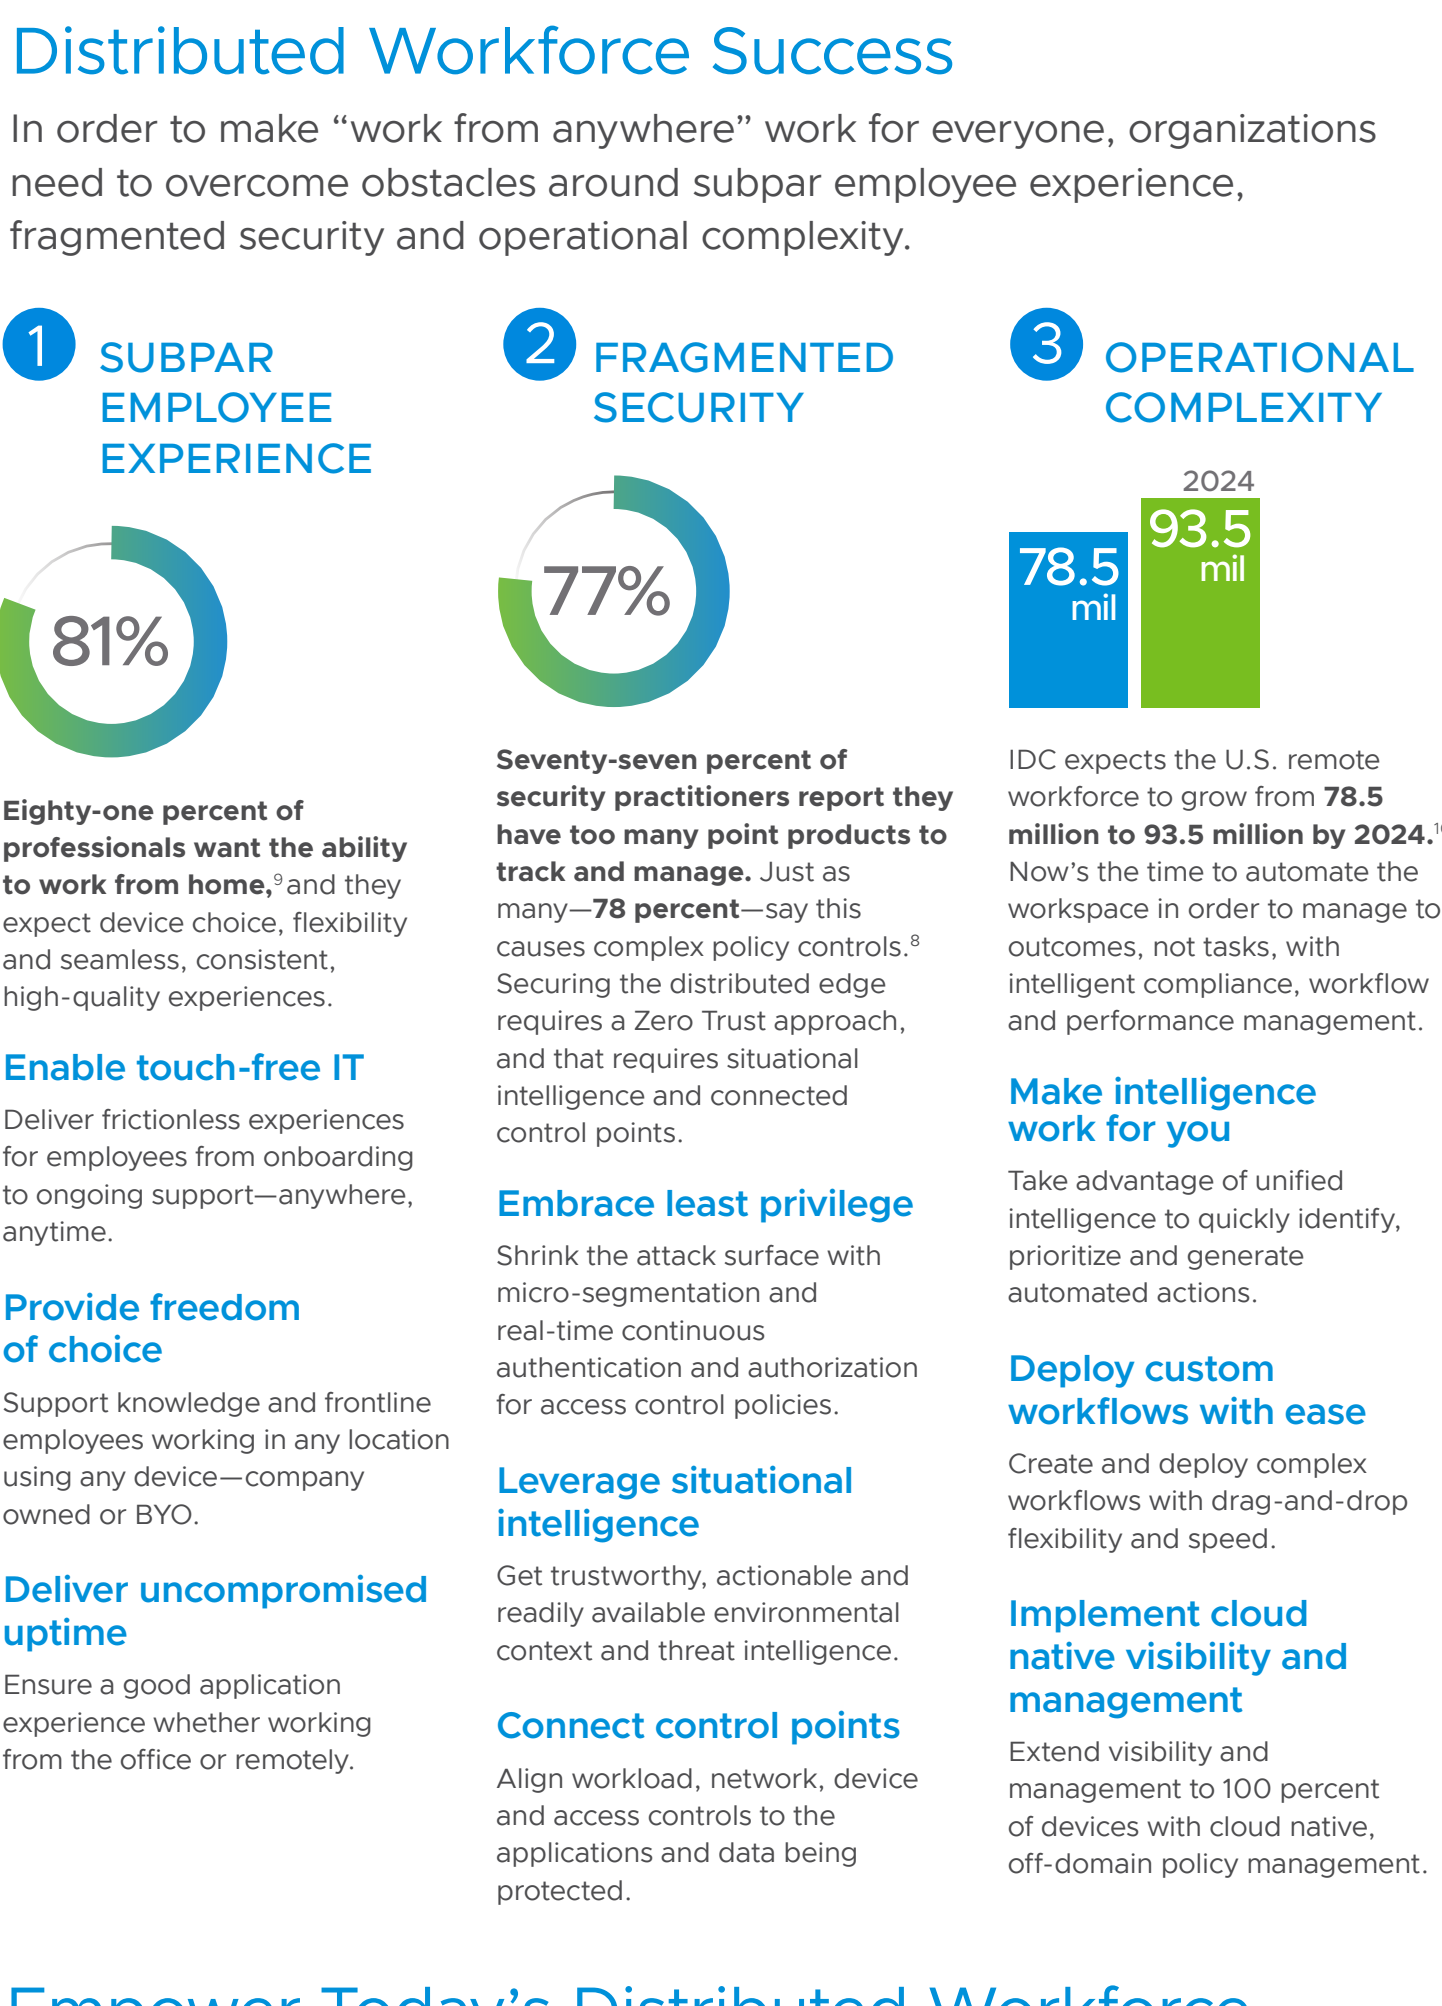 Distributed Workforce Success
In order to make “work from anywhere” work for everyone, organizations
need to overcome obstacles around subpar employee experience,
fragmented security and operational complexity.
1
SUBPAR
EMPLOYEE
EXPERIENCE
81%
Eighty-one percent of
professionals want the ability
to work from home,⁹ and they
expect device choice, flexibility
and seamless, consistent,
high-quality experiences.
Enable touch-free IT
Deliver frictionless experiences
for employees from onboarding
to ongoing support—anywhere,
anytime.
Provide freedom
of choice
Support knowledge and frontline
employees working in any location
using any device—company
owned or BYO.
Deliver uncompromised
uptime
Ensure a good application
experience whether working
from the office or remotely.
2
FRAGMENTED
SECURITY
77%
Seventy-seven percent of
security practitioners report they
have too many point products to
track and manage. Just as
many—78 percent—say this
causes complex policy controls.⁸
Securing the distributed edge
requires a Zero Trust approach,
and that requires situational
intelligence and connected
control points.
Embrace least privilege
Shrink the attack surface with
micro-segmentation and
real-time continuous
authentication and authorization
for access control policies.
Leverage situational
intelligence
Get trustworthy, actionable and
readily available environmental
context and threat intelligence.
Connect control points
Align workload, network, device
and access controls to the
applications and data being
protected.
3
OPERATIONAL
COMPLEXITY
2024
78.5
mil
93.5
mil
IDC expects the U.S. remote
workforce to grow from 78.5
million to 93.5 million by 2024.
Now’s the time to automate the
workspace in order to manage to
outcomes, not tasks, with
intelligent compliance, workflow
and performance management.
Make intelligence
work for you
Take advantage of unified
intelligence to quickly identify,
prioritize and generate
automated actions.
Deploy custom
workflows with ease
Create and deploy complex
workflows with drag-and-drop
flexibility and speed.
Implement cloud
native visibility and
management
Extend visibility and
management to 100 percent
of devices with cloud native,
off-domain policy management.
Empower Today’s Distributed Workforce